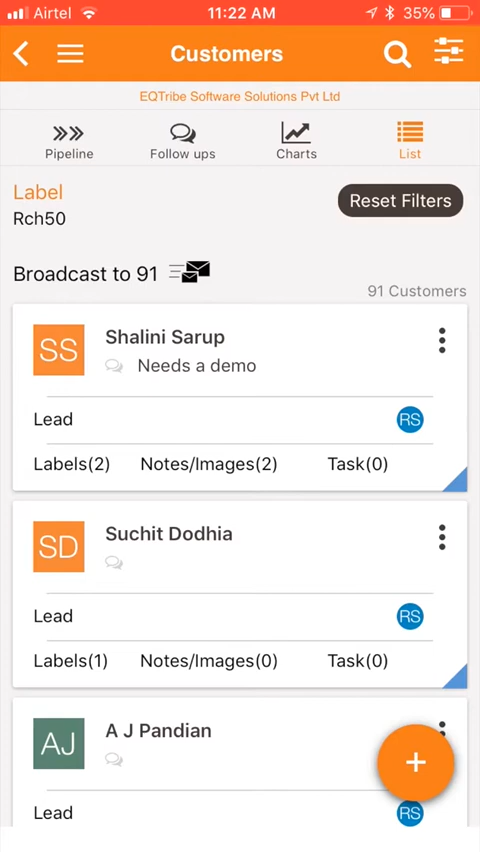 Airtel 11:22 AM 35%
Customers
EQTribe Software Solutions Pvt Ltd
Pipeline Follow ups Charts List
Label
Rch50
Reset Filters
Broadcast to 91
91 Customers
SS Shalini Sarup
Needs a demo
Lead RS
Labels(2) Notes/Images(2) Task(0)
SD Suchit Dodhia
Lead RS
Labels(1) Notes/Images(0) Task(0)
AJ A J Pandian
+
Lead RS